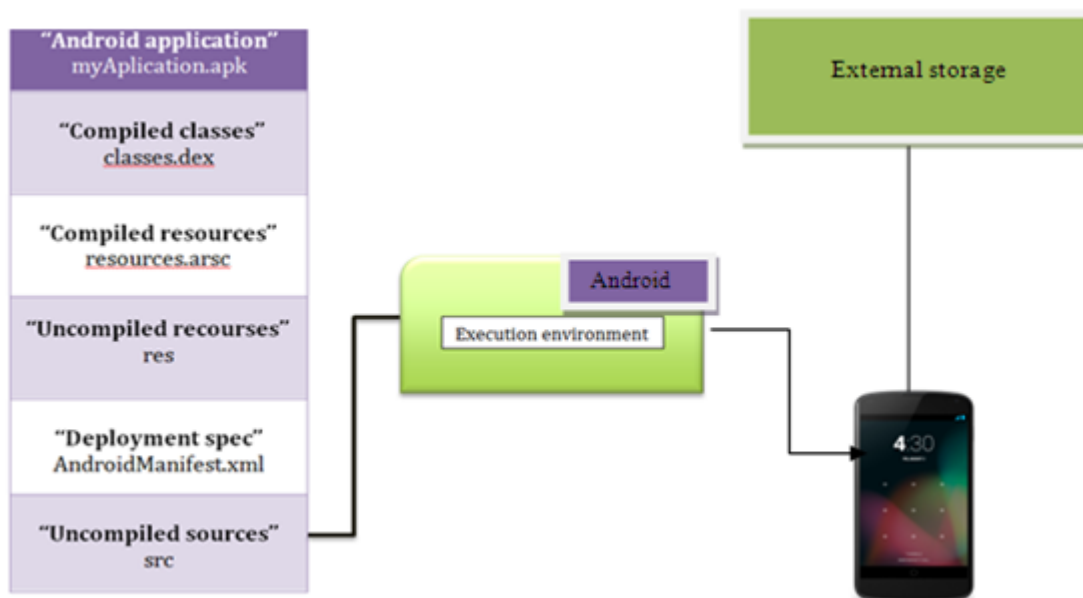 “Android application”
myAplication.apk
“Compiled classes”
classes.dex
“Compiled resources”
resources.arsc
“Uncompiled recourses”
res
“Deployment spec”
AndroidManifest.xml
“Uncompiled sources”
src
Android
Execution environment
External storage
4:30